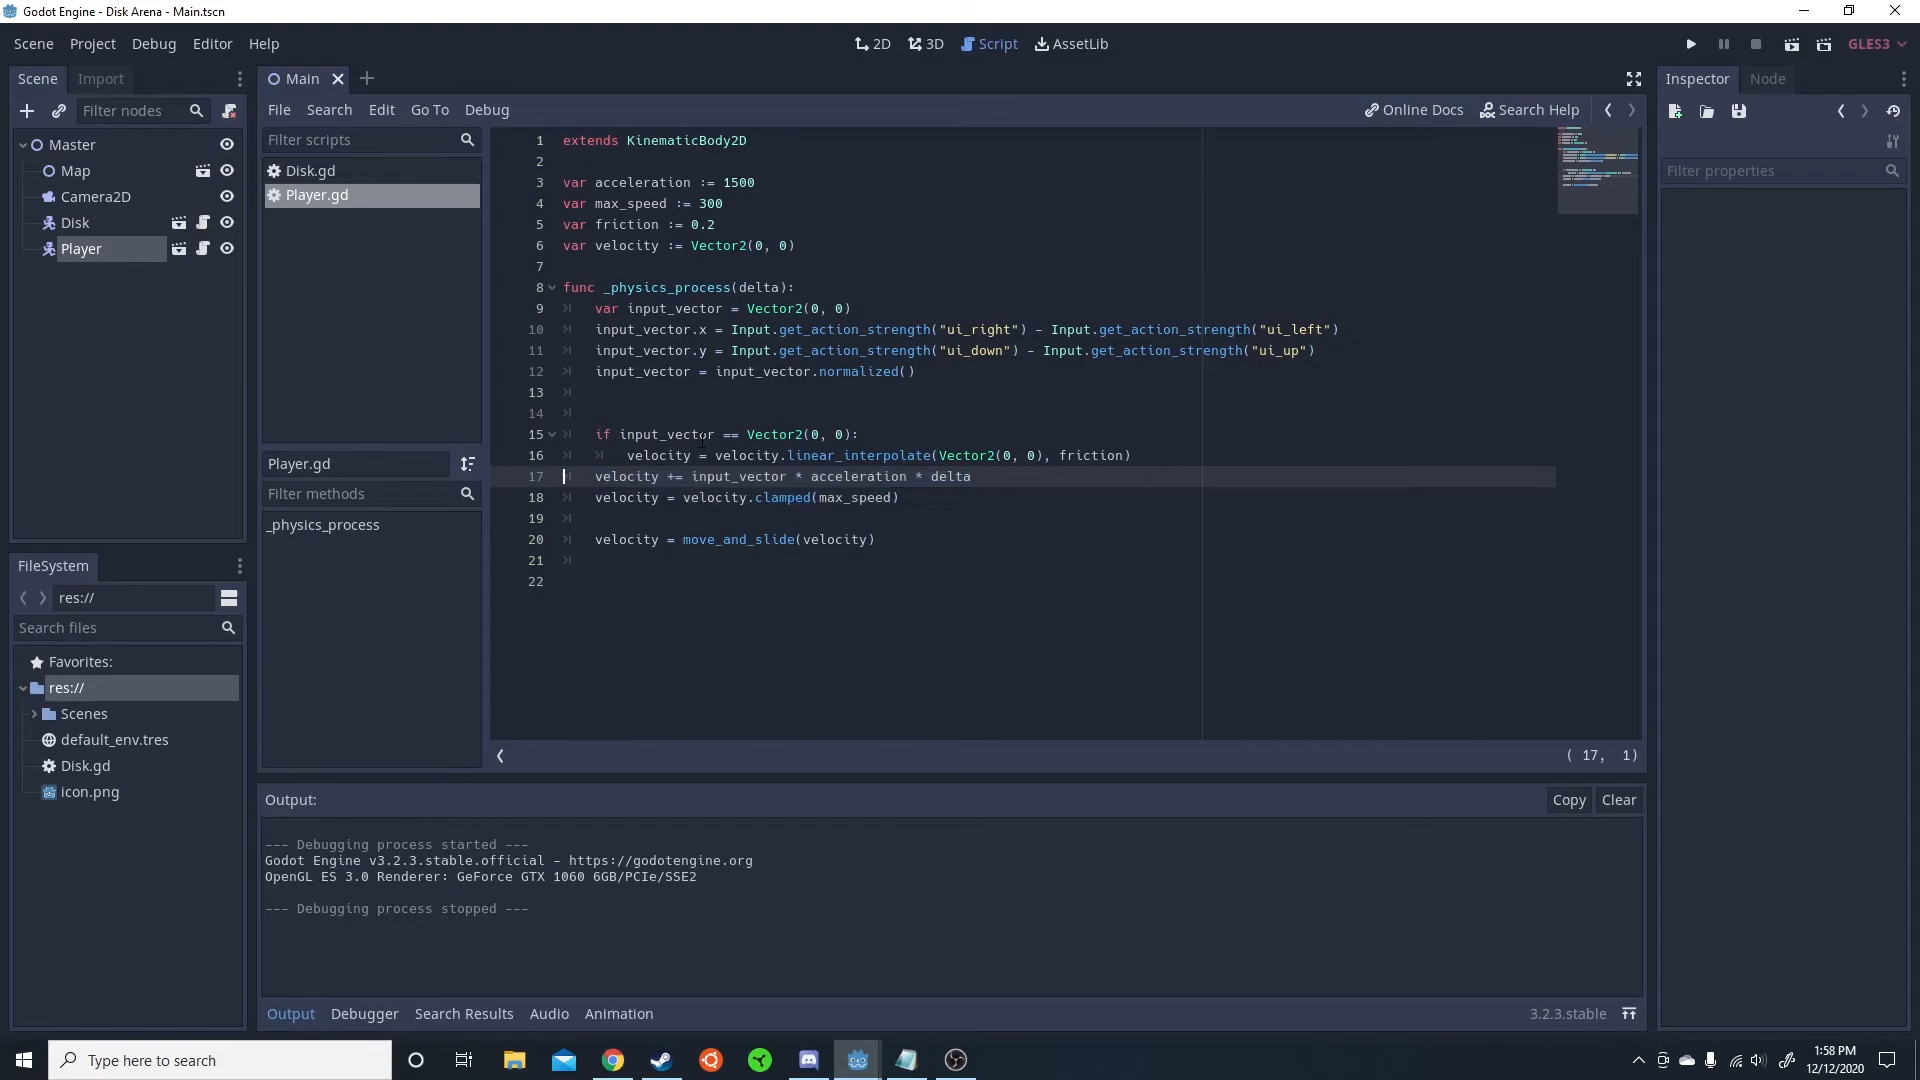 Godot Engine - Disk Arena - Main.tscn
Scene Project Debug Editor Help
2D 3D Script AssetLib
GLES3
Scene Import
Filter nodes
Master
Map
Camera2D
Disk
Player
FileSystem
res://
Search files
Favorites:
res://
Scenes
default_env.tres
Disk.gd
icon.png
Main
File Search Edit Go To Debug
Online Docs Search Help
Filter scripts
Disk.gd
Player.gd
Player.gd
Filter methods
_physics_process
1 extends KinematicBody2D
2
3 var acceleration := 1500
4 var max_speed := 300
5 var friction := 0.2
6 var velocity := Vector2(0, 0)
7
8 func _physics_process(delta):
9 var input_vector = Vector2(0, 0)
10 input_vector.x = Input.get_action_strength("ui_right") - Input.get_action_strength("ui_left")
11 input_vector.y = Input.get_action_strength("ui_down") - Input.get_action_strength("ui_up")
12 input_vector = input_vector.normalized()
13
14
15 if input_vector == Vector2(0, 0):
16 velocity = velocity.linear_interpolate(Vector2(0, 0), friction)
17 velocity += input_vector * acceleration * delta
18 velocity = velocity.clamped(max_speed)
19
20 velocity = move_and_slide(velocity)
21
22
( 17, 1)
Output:
Copy Clear
--- Debugging process started ---
Godot Engine v3.2.3.stable.official - https://godotengine.org
OpenGL ES 3.0 Renderer: GeForce GTX 1060 6GB/PCIe/SSE2
--- Debugging process stopped ---
Output Debugger Search Results Audio Animation
3.2.3.stable
Inspector Node
Filter properties
Type here to search
1:58 PM
12/12/2020